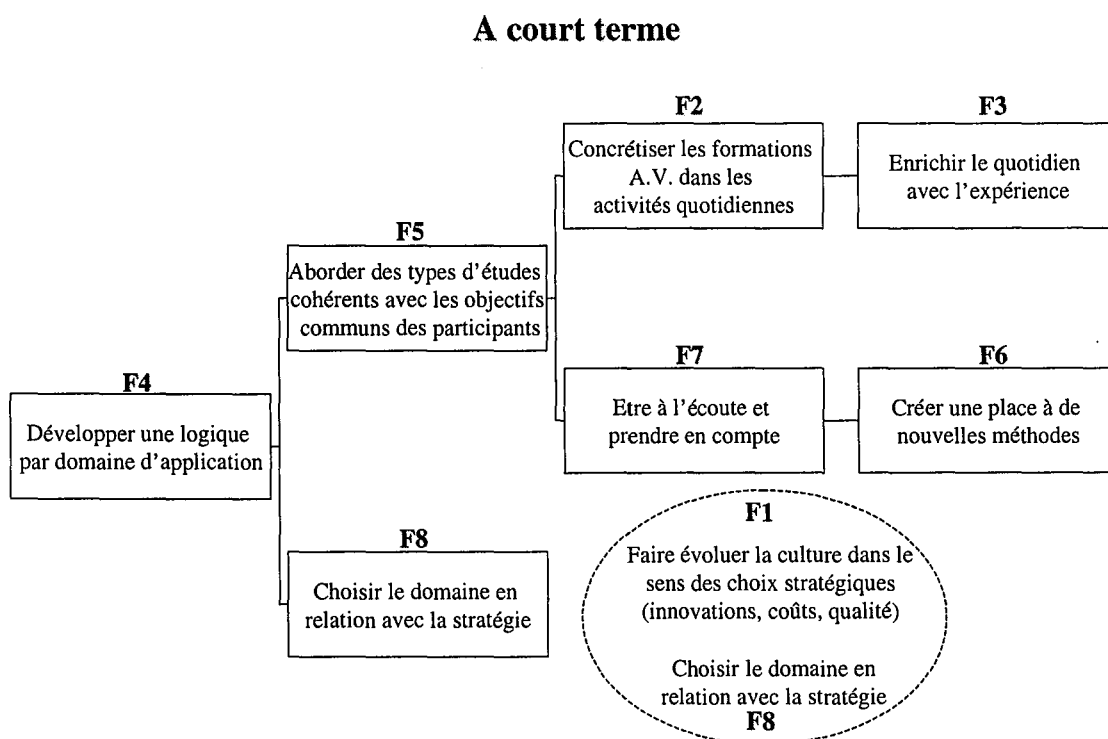 A court terme
F2
Concrétiser les formations
A.V. dans les
activités quotidiennes
F3
Enrichir le quotidien
avec l'expérience
F5
Aborder des types d'études
cohérents avec les objectifs
communs des participants
F4
Développer une logique
par domaine d'application
F7
Etre à l'écoute et
prendre en compte
F6
Créer une place à de
nouvelles méthodes
F8
Choisir le domaine en
relation avec la stratégie
F1
Faire évoluer la culture dans le
sens des choix stratégiques
(innovations, coûts, qualité)
Choisir le domaine en
relation avec la stratégie
F8